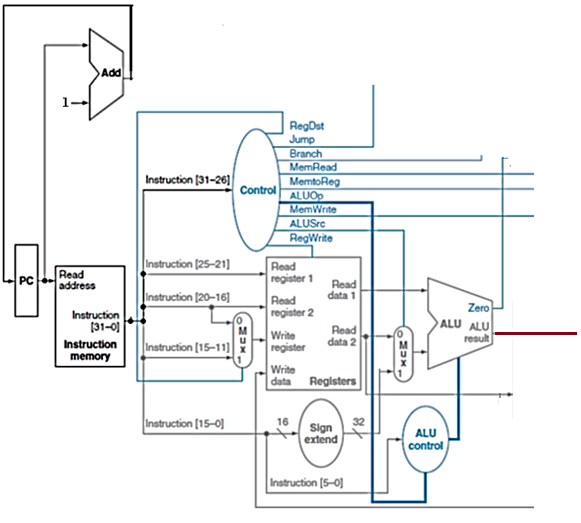 Add
1
RegDst
Jump
Branch
MemRead
MemtoReg
ALUOp
MemWrite
ALUSrc
RegWrite
Control
Instruction [31–26]
Instruction [25–21]
Instruction [20–16]
Instruction [15–11]
Instruction [15–0]
Instruction [5–0]
PC
Read
address
Instruction
[31–0]
Instruction
memory
0
M
u
x
1
Read
register 1
Read
register 2
Write
register
Write
data
Read
data 1
Read
data 2
Registers
0
M
u
x
1
Zero
ALU
ALU
result
16
Sign
extend
32
ALU
control